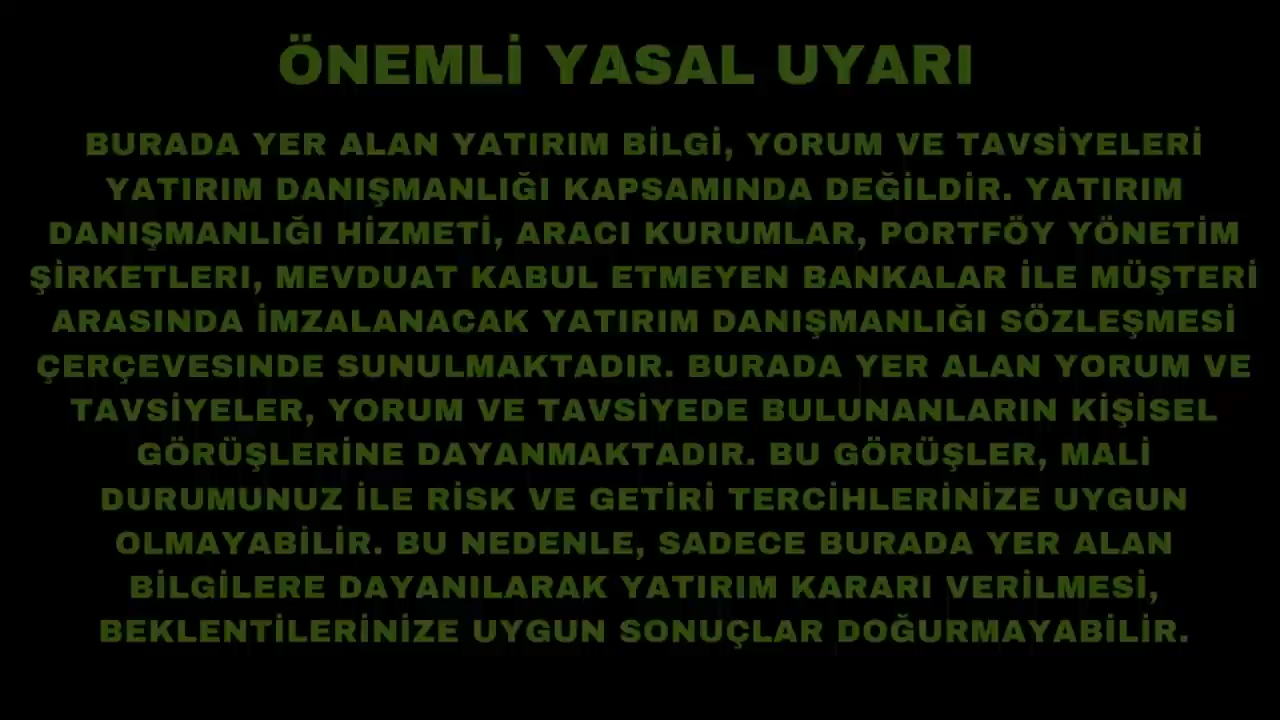 ÖNEMLİ YASAL UYARI
BURADA YER ALAN YATIRIM BİLGİ, YORUM VE TAVSİYELERİ
YATIRIM DANIŞMANLIĞI KAPSAMINDA DEĞİLDİR. YATIRIM
DANIŞMANLIĞI HİZMETİ, ARACI KURUMLAR, PORTFÖY YÖNETİM
ŞİRKETLERI, MEVDUAT KABUL ETMEYEN BANKALAR İLE MÜŞTERİ
ARASINDA İMZALANACAK YATIRIM DANIŞMANLIĞI SÖZLEŞMESİ
ÇERÇEVESINDE SUNULMAKTADIR. BURADA YER ALAN YORUM VE
TAVSİYELER, YORUM VE TAVSİYEDE BULUNANLARIN KİŞİSEL
GÖRÜŞLERİNE DAYANMAKTADIR. BU GÖRÜŞLER, MALİ
DURUMUNUZ İLE RİSK VE GETİRİ TERCİHLERİNİZE UYGUN
OLMAYABİLİR. BU NEDENLE, SADECE BURADA YER ALAN
BİLGİLERE DAYANILARAK YATIRIM KARARI VERİLMESİ,
BEKLENTİLERİNİZE UYGUN SONUÇLAR DOĞURMAYABİLİR.